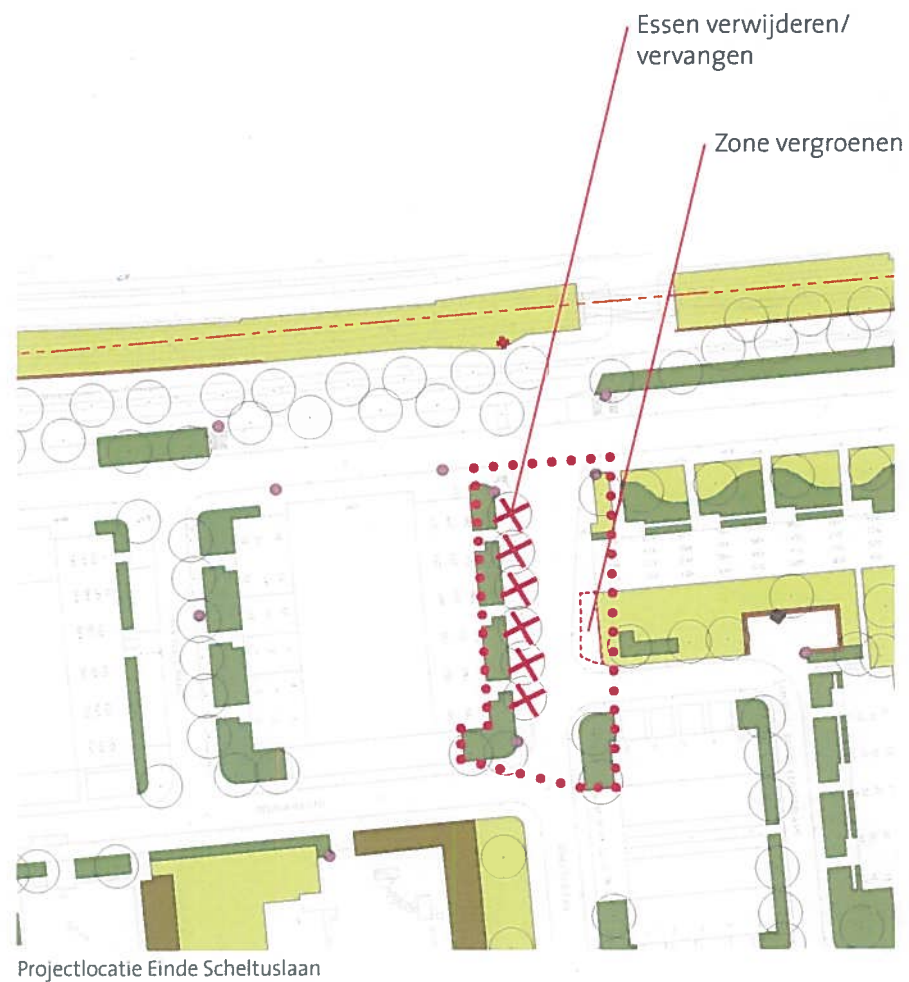 Essen verwijderen/
vervangen
Zone vergroenen
Projectlocatie Einde Scheltuslaan